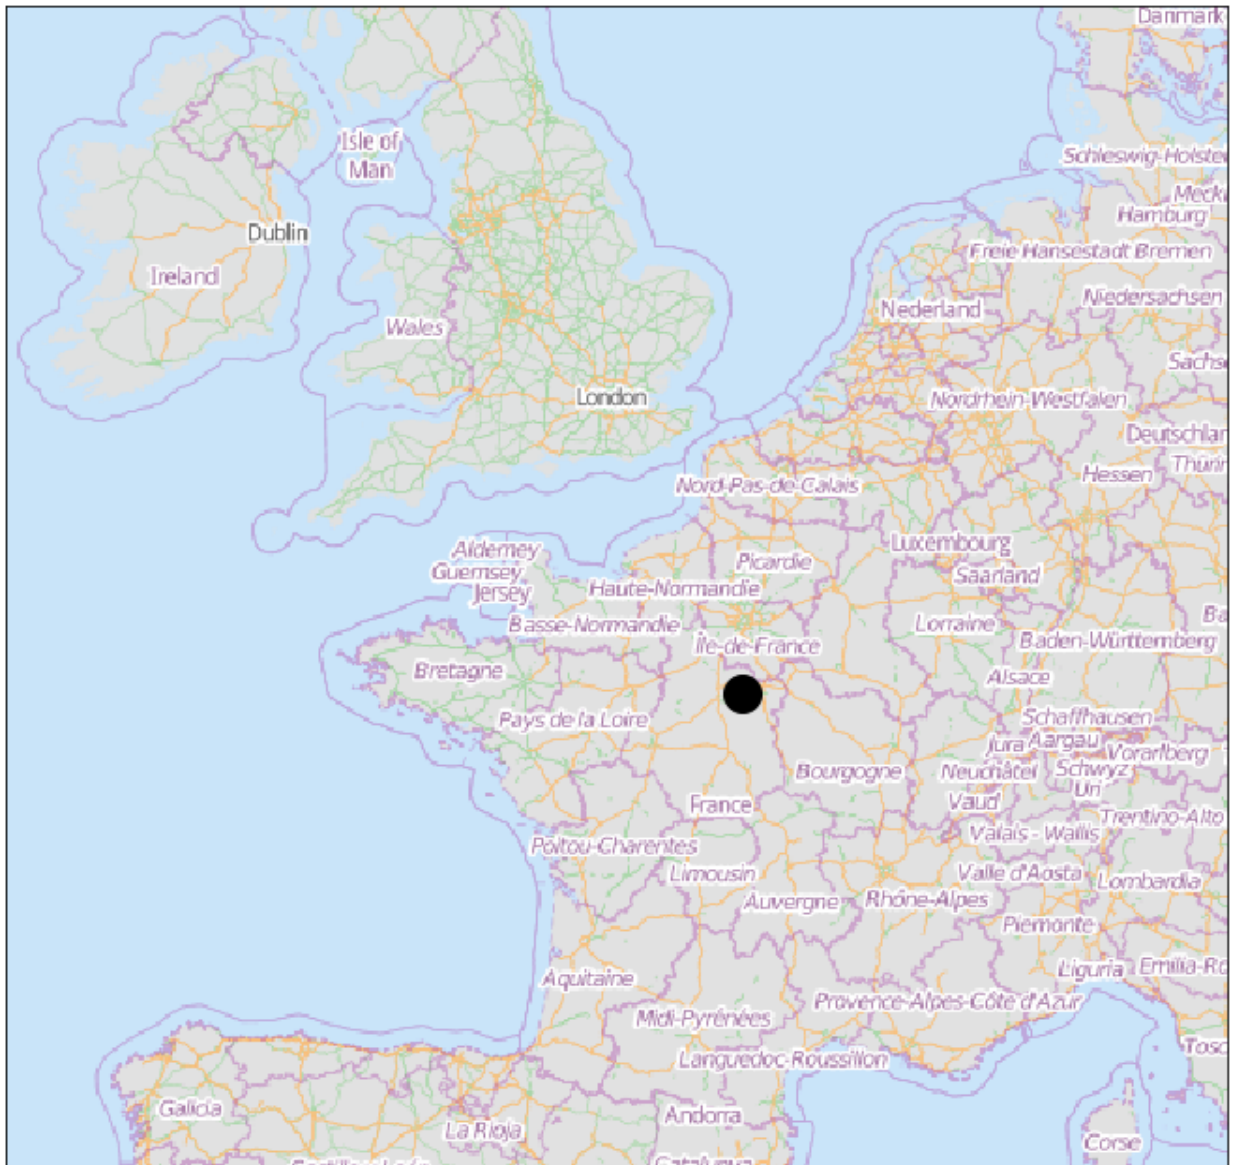 Danmark
Isle of
Man
Schleswig-Holste
Meck
Hamburg
Dublin
Freie Hansestadt Bremen
Ireland
Niedersachsen
Nederland
Wales
Sachs
London
Nordrhein-Westfalen
Deutschlan
Hessen
Thürin
Nord-Pas-de-Calais
Luxembourg
Alderney
Picardie
Guernsey
Saarland
Jersey
Haute-Normandie
Ba
Basse-Normandie
Lorraine
Baden-Württemberg
Île-de-France
Bretagne
Alsace
Pays de la Loire
Schaffhausen
Jura
Aargau
Vorarlberg
Bourgogne
Neuchâtel
Schwyz
Uri
France
Vaud
Trentino-Alto
Valais - Wallis
Poitou-Charentes
Limousin
Valle d'Aosta
Lombardia
Auvergne
Rhône-Alpes
Piemonte
Aquitaine
Liguria
Emilia-Ro
Provence-Alpes-Côte d'Azur
Midi-Pyrénées
Tosc
Languedoc-Roussillon
Galicia
Andorra
La Rioja
Corse